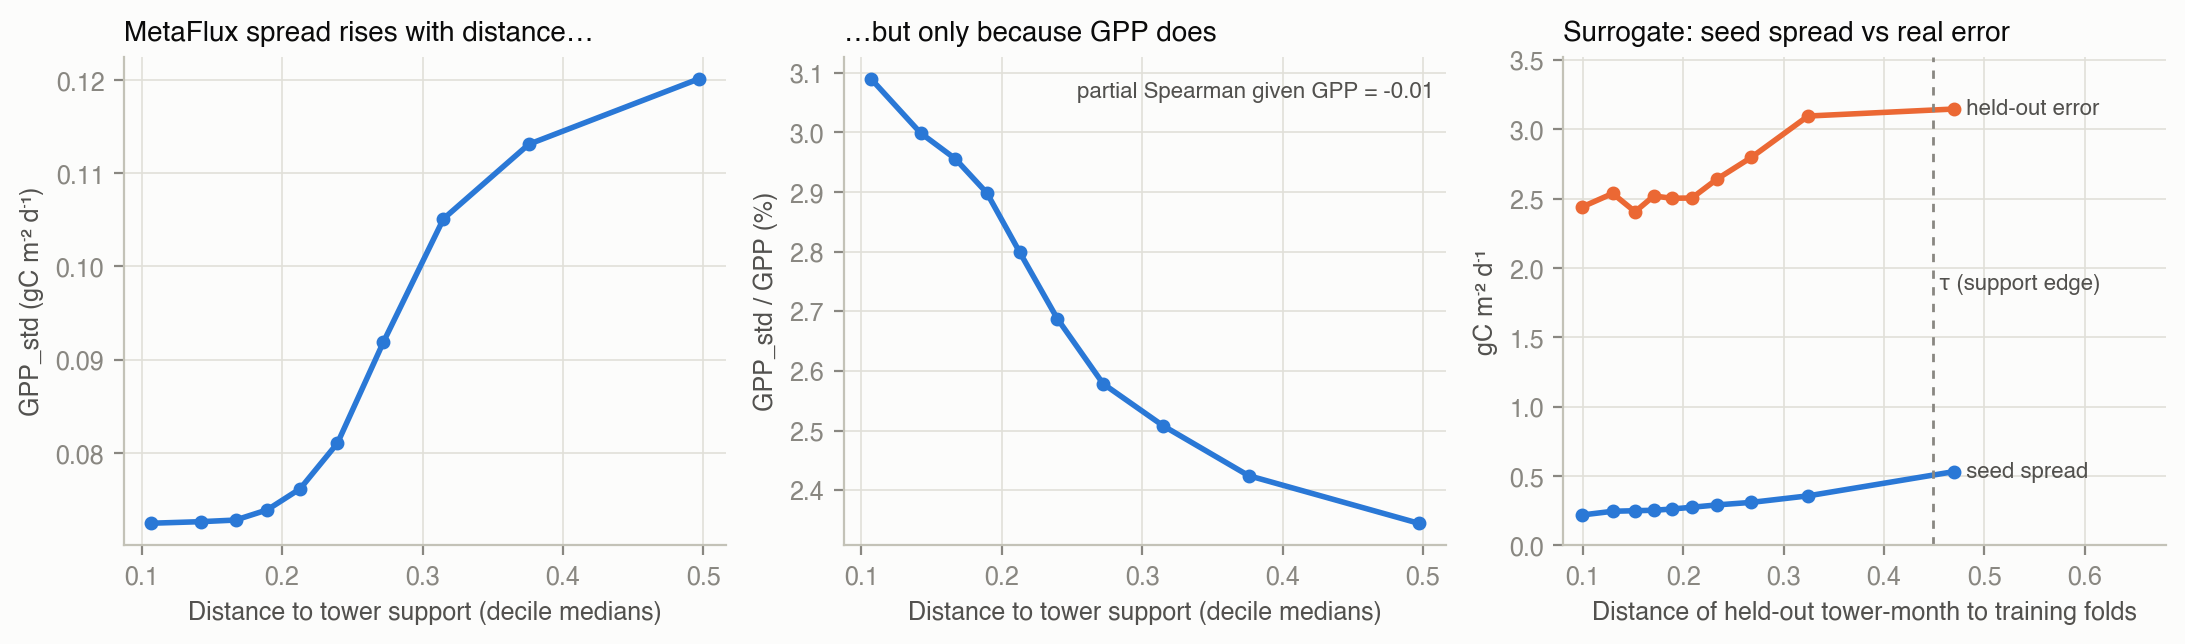 MetaFlux spread rises with distance…
GPP_std (gC m⁻² d⁻¹)
0.12
0.11
0.10
0.09
0.08
0.1 0.2 0.3 0.4 0.5
Distance to tower support (decile medians)
…but only because GPP does
partial Spearman given GPP = -0.01
GPP_std / GPP (%)
3.1
3.0
2.9
2.8
2.7
2.6
2.5
2.4
0.1 0.2 0.3 0.4 0.5
Distance to tower support (decile medians)
Surrogate: seed spread vs real error
gC m⁻² d⁻¹
3.5
3.0
2.5
2.0
1.5
1.0
0.5
0.0
held-out error
τ (support edge)
seed spread
0.1 0.2 0.3 0.4 0.5 0.6
Distance of held-out tower-month to training folds